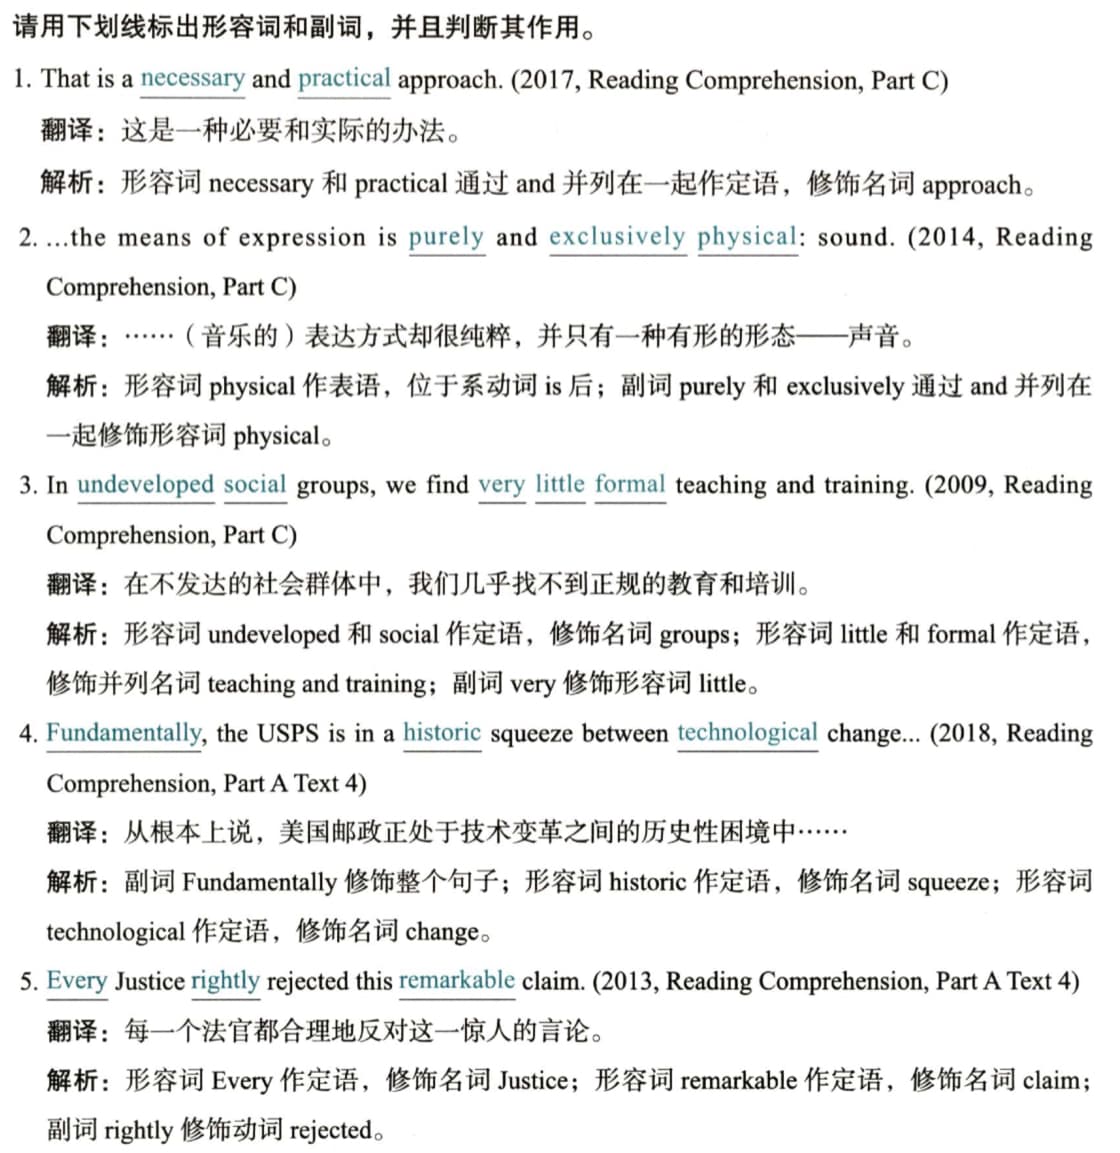 请用下划线标出形容词和副词，并且判断其作用。
1. That is a necessary and practical approach. (2017, Reading Comprehension, Part C)
翻译：这是一种必要和实际的办法。
解析：形容词 necessary 和 practical 通过 and 并列在一起作定语，修饰名词 approach。
2. ...the means of expression is purely and exclusively physical: sound. (2014, Reading
Comprehension, Part C)
翻译：……（音乐的）表达方式却很纯粹，并只有一种有形的形态——声音。
解析：形容词 physical 作表语，位于系动词 is 后；副词 purely 和 exclusively 通过 and 并列在
一起修饰形容词 physical。
3. In undeveloped social groups, we find very little formal teaching and training. (2009, Reading
Comprehension, Part C)
翻译：在不发达的社会群体中，我们几乎找不到正规的教育和培训。
解析：形容词 undeveloped 和 social 作定语，修饰名词 groups；形容词 little 和 formal 作定语，
修饰并列名词 teaching and training；副词 very 修饰形容词 little。
4. Fundamentally, the USPS is in a historic squeeze between technological change... (2018, Reading
Comprehension, Part A Text 4)
翻译：从根本上说，美国邮政正处于技术变革之间的历史性困境中……
解析：副词 Fundamentally 修饰整个句子；形容词 historic 作定语，修饰名词 squeeze；形容词
technological 作定语，修饰名词 change。
5. Every Justice rightly rejected this remarkable claim. (2013, Reading Comprehension, Part A Text 4)
翻译：每一个法官都合理地反对这一惊人的言论。
解析：形容词 Every 作定语，修饰名词 Justice；形容词 remarkable 作定语，修饰名词 claim；
副词 rightly 修饰动词 rejected。